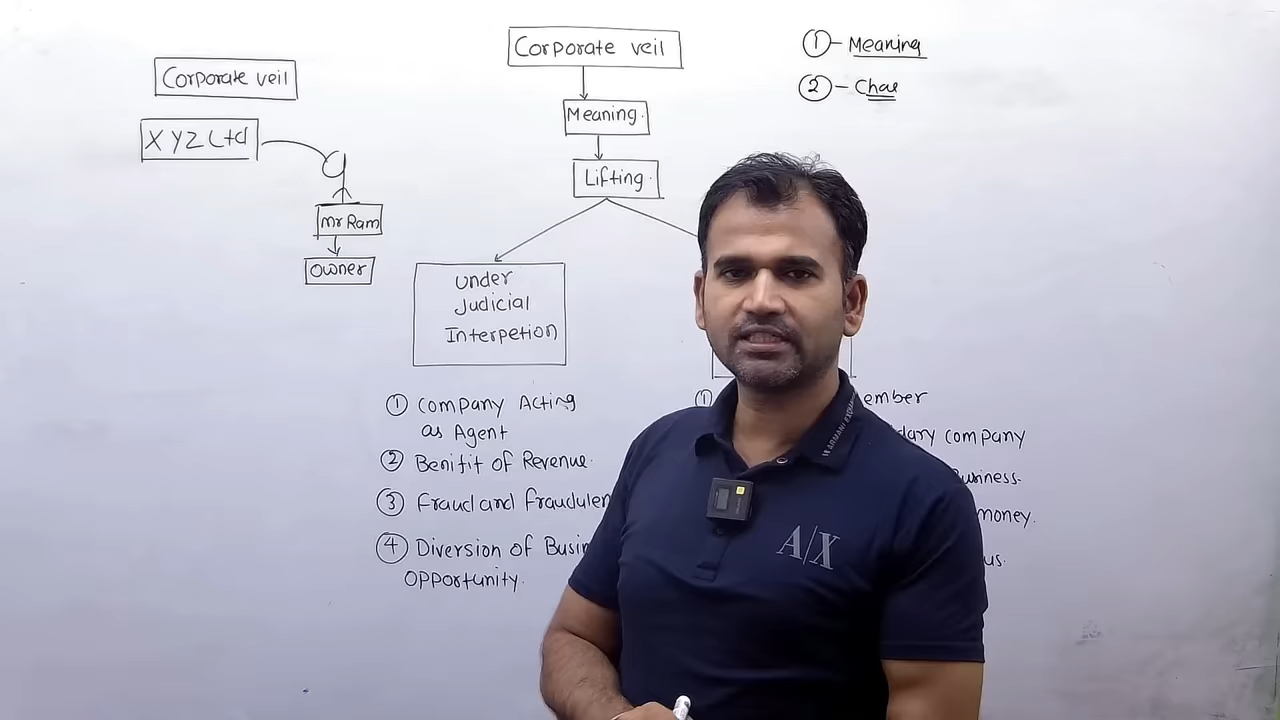 Corporate veil
XYZ Ltd
Mr Ram
Owner
Corporate veil
Meaning.
Lifting.
Under
Judicial
Interpetion
① Company Acting
as Agent
② Benifit of Revenue.
③ Fraud and Fraudulen
④ Diversion of Busin
Opportunity.
① - Meaning
② - Char
①
ember
dary company
usiness.
money.
us.
A|X